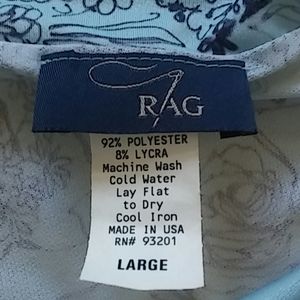 RAG
92% POLYESTER
8% LYCRA
Machine Wash
Cold Water
Lay Flat
to Dry
Cool Iron
MADE IN USA
RN# 93201
LARGE